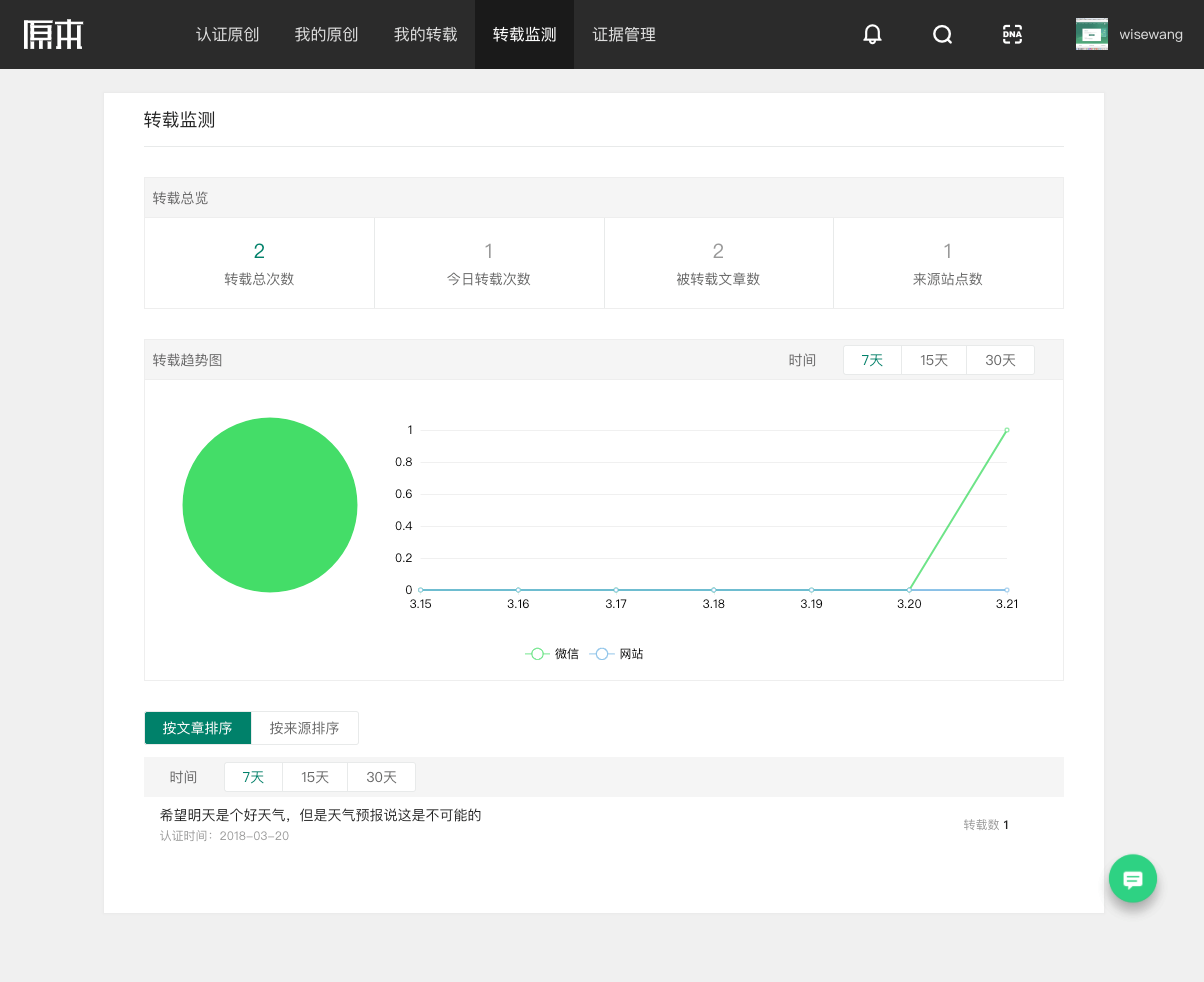 原本
认证原创 我的原创 我的转载 转载监测 证据管理 DNA wisewang
转载监测
转载总览
2 1 2 1
转载总次数 今日转载次数 被转载文章数 来源站点数
转载趋势图 时间 7天 15天 30天
1
0.8
0.6
0.4
0.2
0
3.15 3.16 3.17 3.18 3.19 3.20 3.21
微信 网站
按文章排序 按来源排序
时间 7天 15天 30天
希望明天是个好天气，但是天气预报说这是不可能的
认证时间：2018-03-20
转载数 1